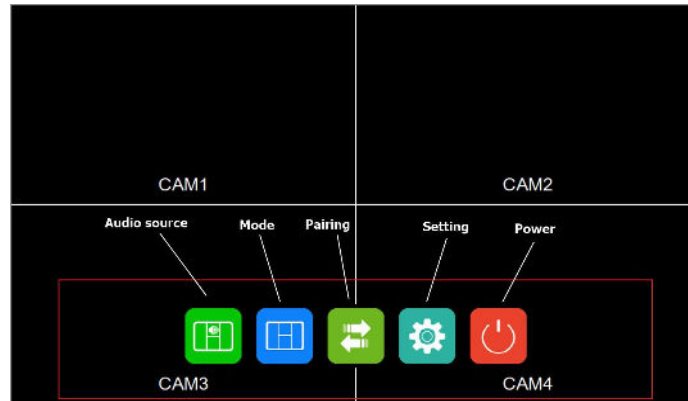 CAM1
CAM2
Audio source
Mode
Pairing
Setting
Power
CAM3
CAM4